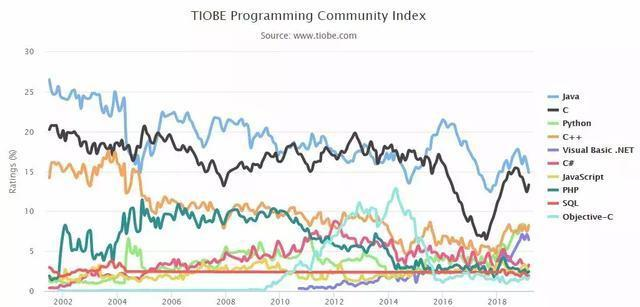 TIOBE Programming Community Index
Source: www.tiobe.com
Ratings (%)
30
25
20
15
10
5
0
2002 2004 2006 2008 2010 2012 2014 2016 2018
Java
C
Python
C++
Visual Basic .NET
C#
JavaScript
PHP
SQL
Objective-C